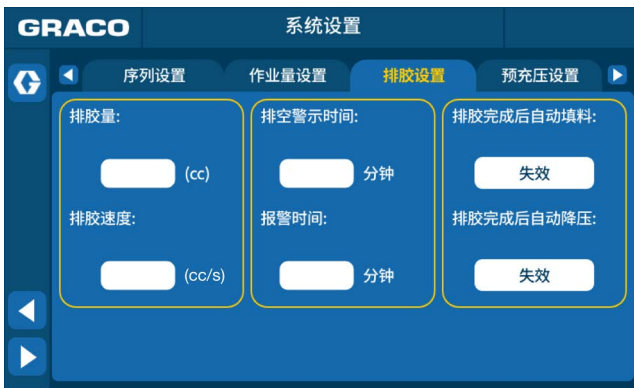 GRACO
系统设置
序列设置
作业量设置
排胶设置
预充压设置
排胶量:
(cc)
排胶速度:
(cc/s)
排空警示时间:
分钟
报警时间:
分钟
排胶完成后自动填料:
失效
排胶完成后自动降压:
失效